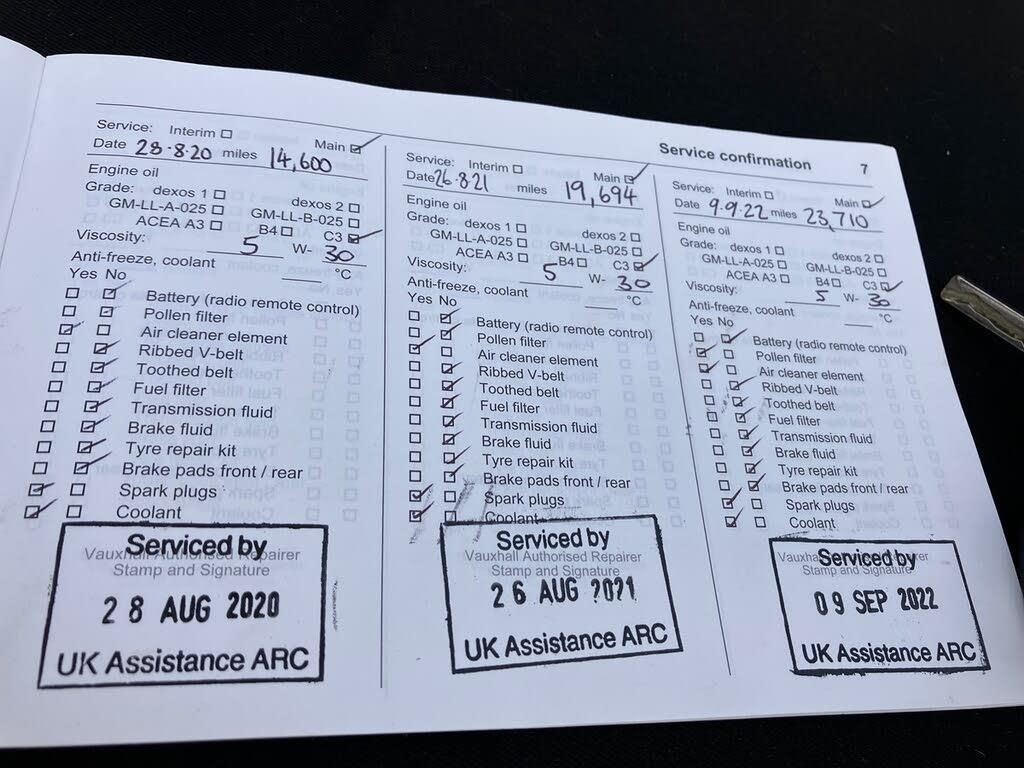 Service confirmation 7
Service: Interim ☐ Main ☑
Date 28-8-20 miles 14,600
Engine oil
Grade: dexos 1 ☐ dexos 2 ☐
GM-LL-A-025 ☐ GM-LL-B-025 ☐
ACEA A3 ☐ B4 ☐ C3 ☑
Viscosity: 5 W- 30
Anti-freeze, coolant °C
Yes No
Battery (radio remote control)
Pollen filter
Air cleaner element
Ribbed V-belt
Toothed belt
Fuel filter
Transmission fluid
Brake fluid
Tyre repair kit
Brake pads front / rear
Spark plugs
Coolant
Vauxhall Authorised Repairer
Stamp and Signature
Serviced by
28 AUG 2020
UK Assistance ARC
Service: Interim ☐ Main ☑
Date 26.8.21 miles 19,694
Engine oil
Grade: dexos 1 ☐ dexos 2 ☐
GM-LL-A-025 ☐ GM-LL-B-025 ☐
ACEA A3 ☐ B4 ☐ C3 ☑
Viscosity: 5 W- 30
Anti-freeze, coolant °C
Yes No
Battery (radio remote control)
Pollen filter
Air cleaner element
Ribbed V-belt
Toothed belt
Fuel filter
Transmission fluid
Brake fluid
Tyre repair kit
Brake pads front / rear
Spark plugs
Coolant
Serviced by
Vauxhall Authorised Repairer
Stamp and Signature
26 AUG 2021
UK Assistance ARC
Service: Interim ☐ Main ☑
Date 9.9.22 miles 23,710
Engine oil
Grade: dexos 1 ☐ dexos 2 ☐
GM-LL-A-025 ☐ GM-LL-B-025 ☐
ACEA A3 ☐ B4 ☐ C3 ☑
Viscosity: 5 W- 30
Anti-freeze, coolant °C
Yes No
Battery (radio remote control)
Pollen filter
Air cleaner element
Ribbed V-belt
Toothed belt
Fuel filter
Transmission fluid
Brake fluid
Tyre repair kit
Brake pads front / rear
Spark plugs
Coolant
Serviced by
Stamp and Signature
09 SEP 2022
UK Assistance ARC